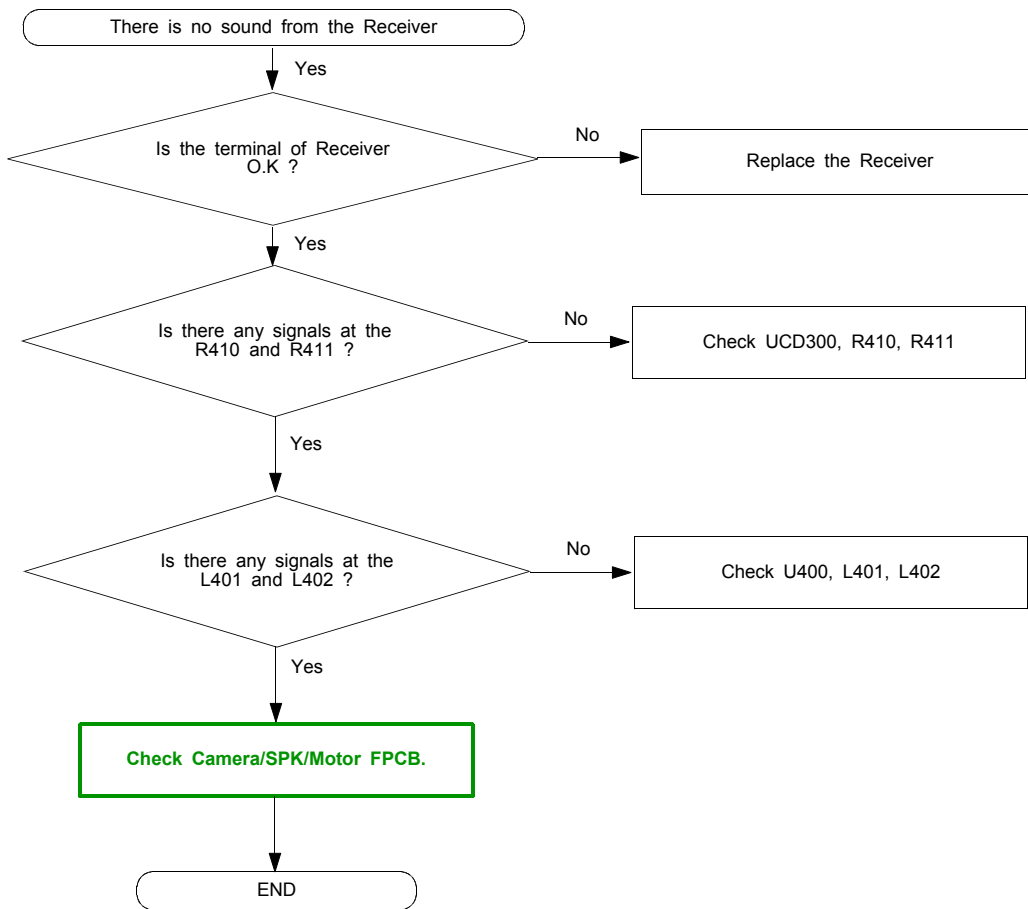 There is no sound from the Receiver
Yes
Is the terminal of Receiver
O.K ?
No
Replace the Receiver
Yes
Is there any signals at the
R410 and R411 ?
No
Check UCD300, R410, R411
Yes
Is there any signals at the
L401 and L402 ?
No
Check U400, L401, L402
Yes
Check Camera/SPK/Motor FPCB.
END